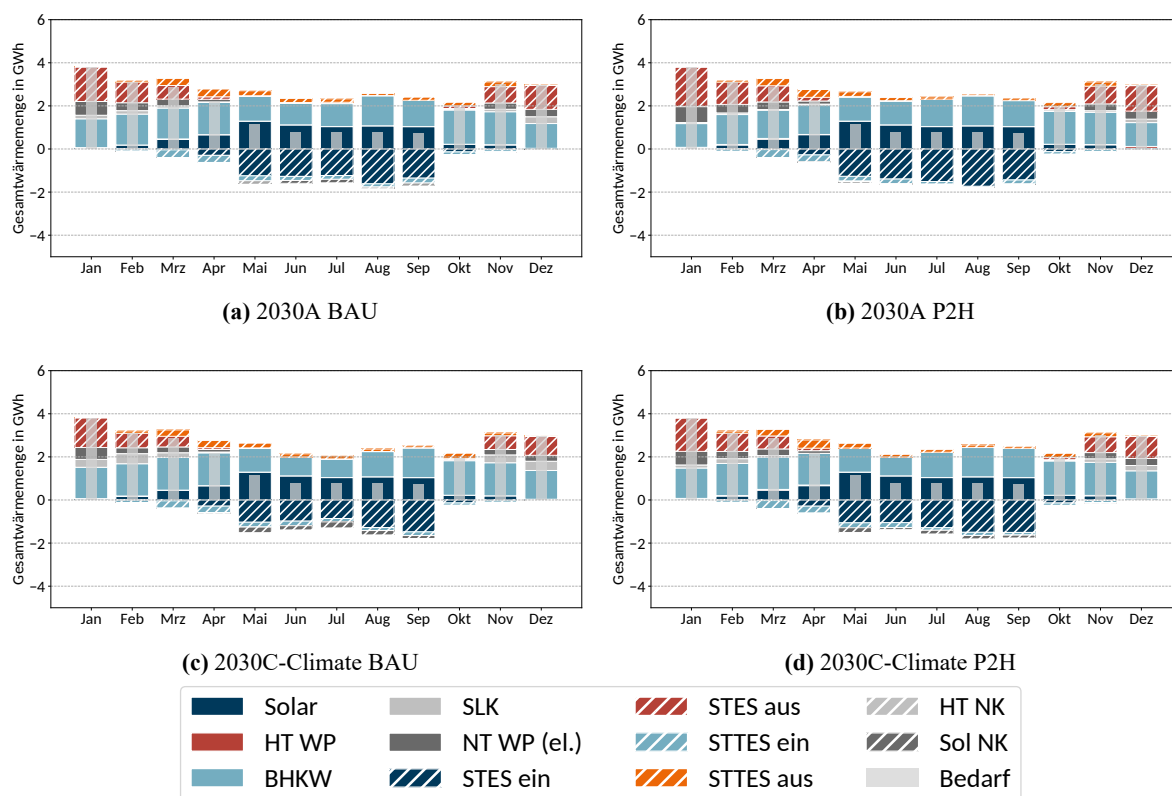 6
4
2
0
−2
−4
Gesamtwärmemenge in GWh
Jan Feb Mrz Apr Mai Jun Jul Aug Sep Okt Nov Dez
(a) 2030A BAU
6
4
2
0
−2
−4
Gesamtwärmemenge in GWh
Jan Feb Mrz Apr Mai Jun Jul Aug Sep Okt Nov Dez
(b) 2030A P2H
6
4
2
0
−2
−4
Gesamtwärmemenge in GWh
Jan Feb Mrz Apr Mai Jun Jul Aug Sep Okt Nov Dez
(c) 2030C-Climate BAU
6
4
2
0
−2
−4
Gesamtwärmemenge in GWh
Jan Feb Mrz Apr Mai Jun Jul Aug Sep Okt Nov Dez
(d) 2030C-Climate P2H
Solar SLK STES aus HT NK
HT WP NT WP (el.) STTES ein Sol NK
BHKW STES ein STTES aus Bedarf